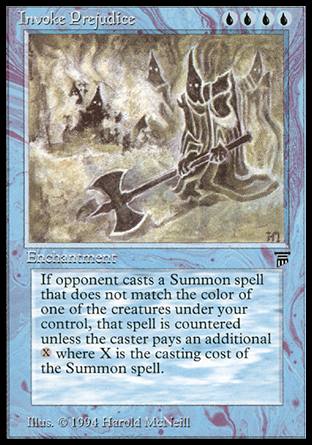 Invoke Prejudice
Enchantment
If opponent casts a Summon spell
that does not match the color of
one of the creatures under your
control, that spell is countered
unless the caster pays an additional
X where X is the casting cost of
the Summon spell.
Illus. © 1994 Harold McNeill